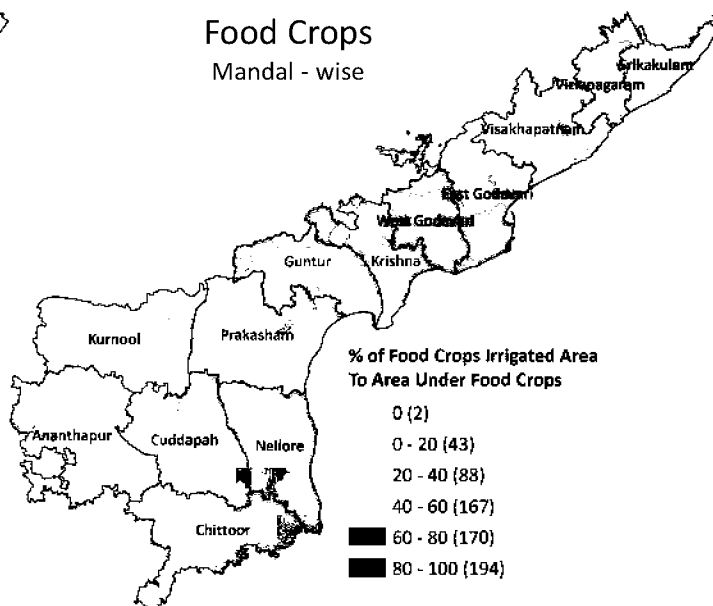 Food Crops
Mandal - wise
Srikakulam
Vizianagaram
Visakhapatnam
East Godavari
West Godavari
Krishna
Guntur
Prakasham
Kurnool
Ananthapur
Cuddapah
Nellore
Chittoor
% of Food Crops Irrigated Area
To Area Under Food Crops
0 (2)
0 - 20 (43)
20 - 40 (88)
40 - 60 (167)
60 - 80 (170)
80 - 100 (194)